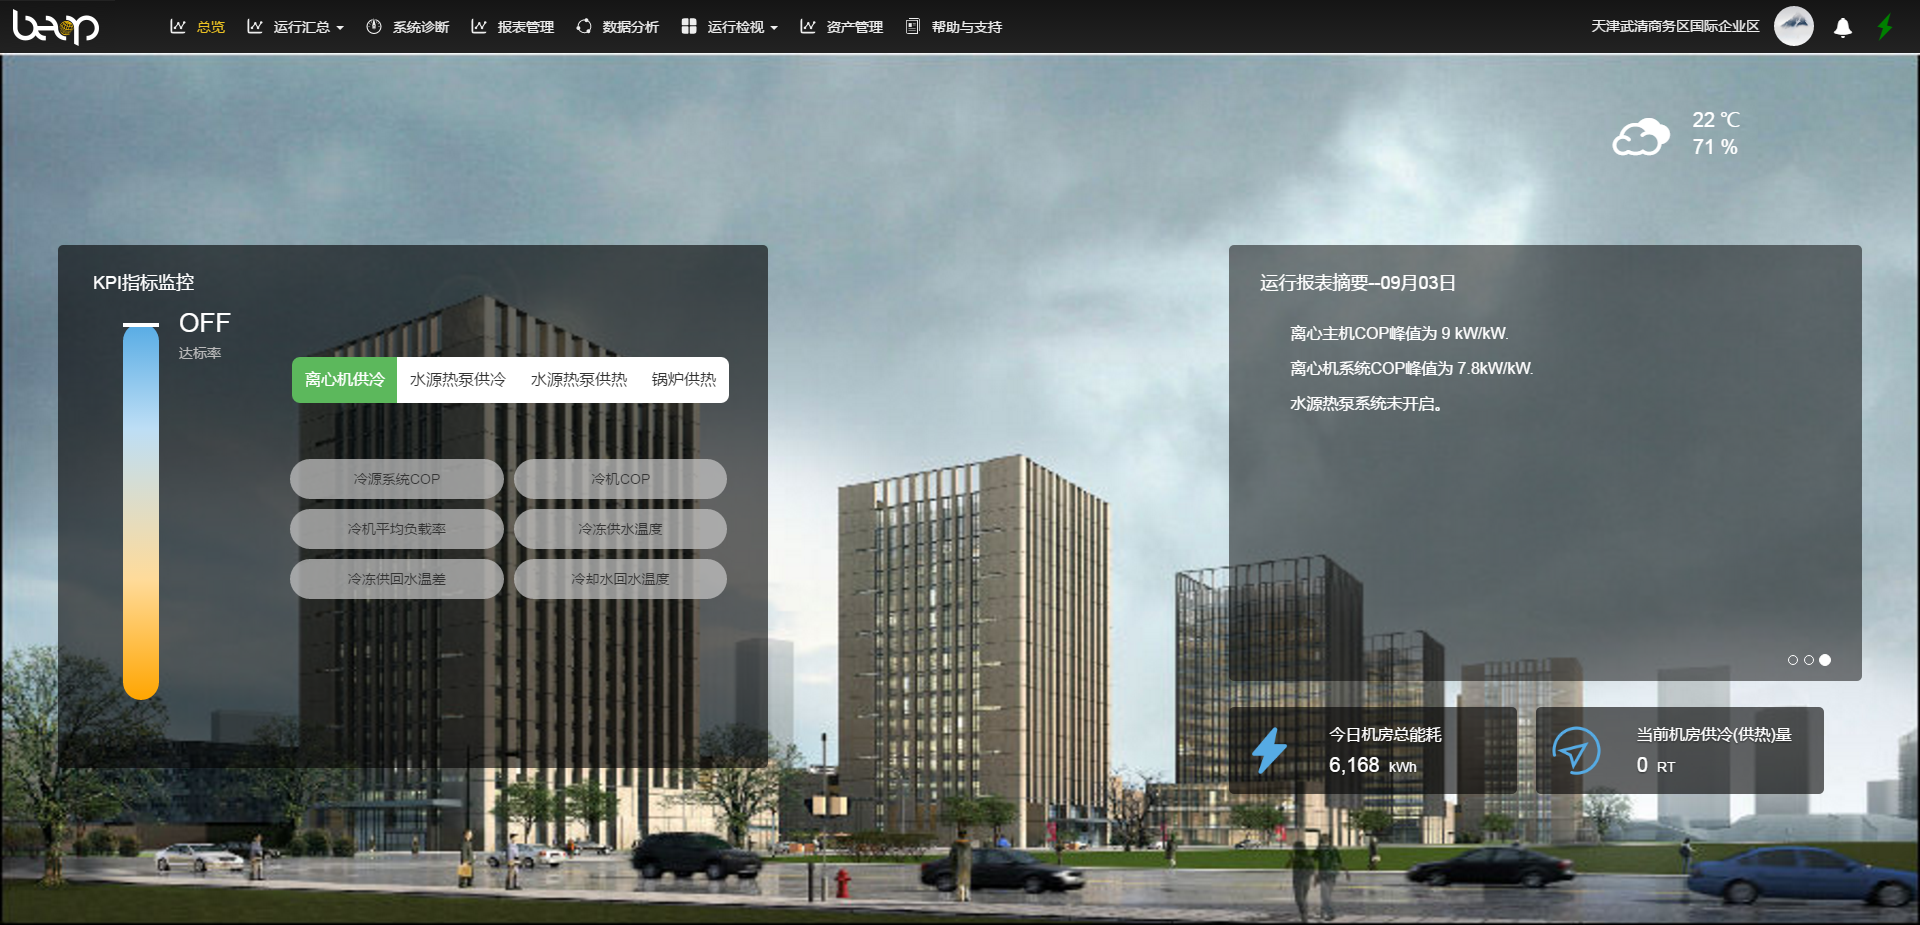 beop
总览 运行汇总 系统诊断 报表管理 数据分析 运行检视 资产管理 帮助与支持 天津武清商务区国际企业区
22 ℃
71 %
KPI指标监控
OFF
达标率
离心机供冷 水源热泵供冷 水源热泵供热 锅炉供热
冷源系统COP 冷机COP
冷机平均负载率 冷冻供水温度
冷冻供回水温差 冷却水回水温度
运行报表摘要--09月03日
离心主机COP峰值为 9 kW/kW.
离心机系统COP峰值为 7.8kW/kW.
水源热泵系统未开启。
今日机房总能耗
6,168 kWh
当前机房供冷(供热)量
0 RT